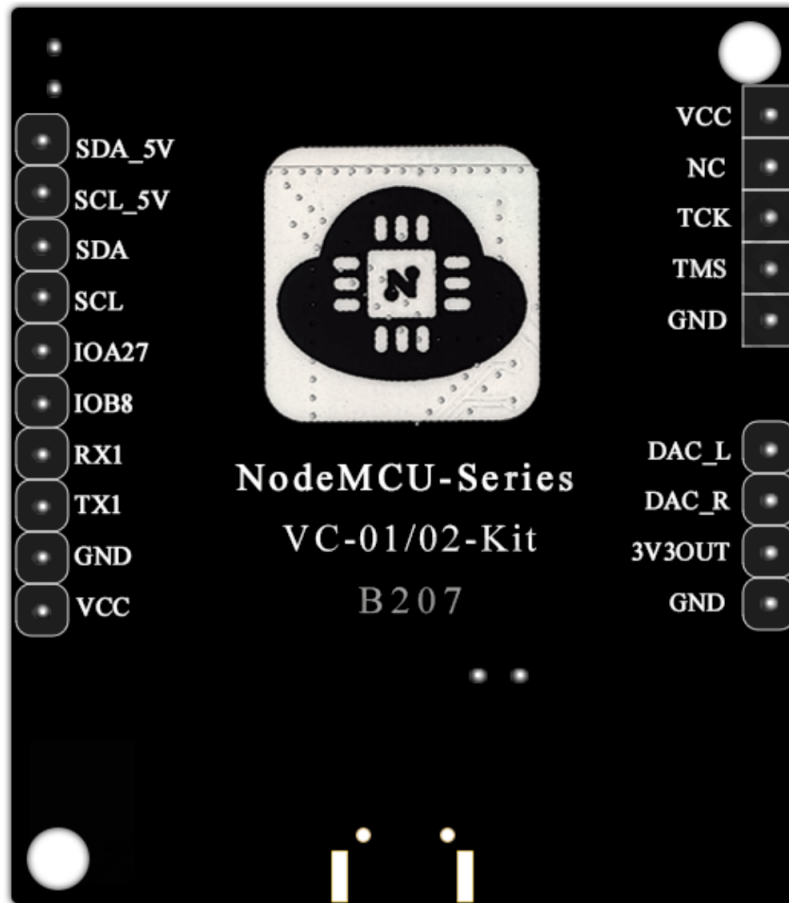 SDA_5V
SCL_5V
SDA
SCL
IOA27
IOB8
RX1
TX1
GND
VCC
N
NodeMCU-Series
VC-01/02-Kit
B207
VCC
NC
TCK
TMS
GND
DAC_L
DAC_R
3V3OUT
GND